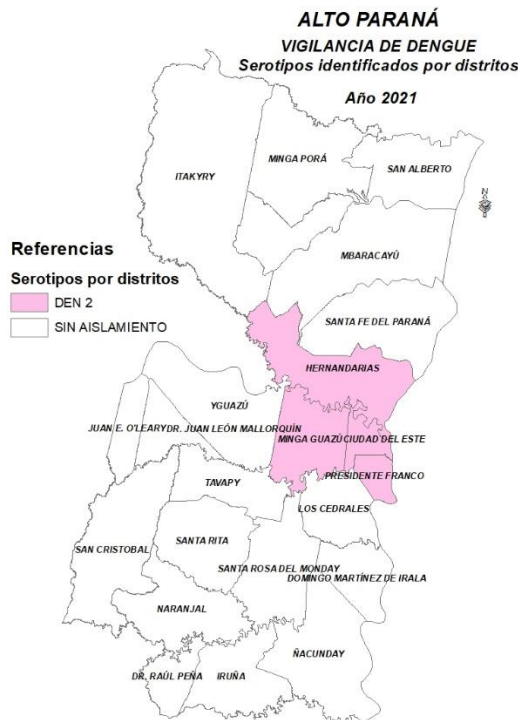 ALTO PARANÁ
VIGILANCIA DE DENGUE
Serotipos identificados por distritos
Año 2021
MINGA PORÁ
SAN ALBERTO
ITAKYRY
N
MBARACAYÚ
Referencias
Serotipos por distritos
DEN 2
SIN AISLAMIENTO
SANTA FE DEL PARANÁ
HERNANDARIAS
YGUAZÚ
JUAN E. O'LEARY
DR. JUAN LEÓN MALLORQUÍN
MINGA GUAZÚ
CIUDAD DEL ESTE
PRESIDENTE FRANCO
TAVAPY
LOS CEDRALES
SAN CRISTOBAL
SANTA RITA
SANTA ROSA DEL MONDAY
DOMINGO MARTÍNEZ DE IRALA
NARANJAL
ÑACUNDAY
DR. RAÚL PEÑA
IRUÑA